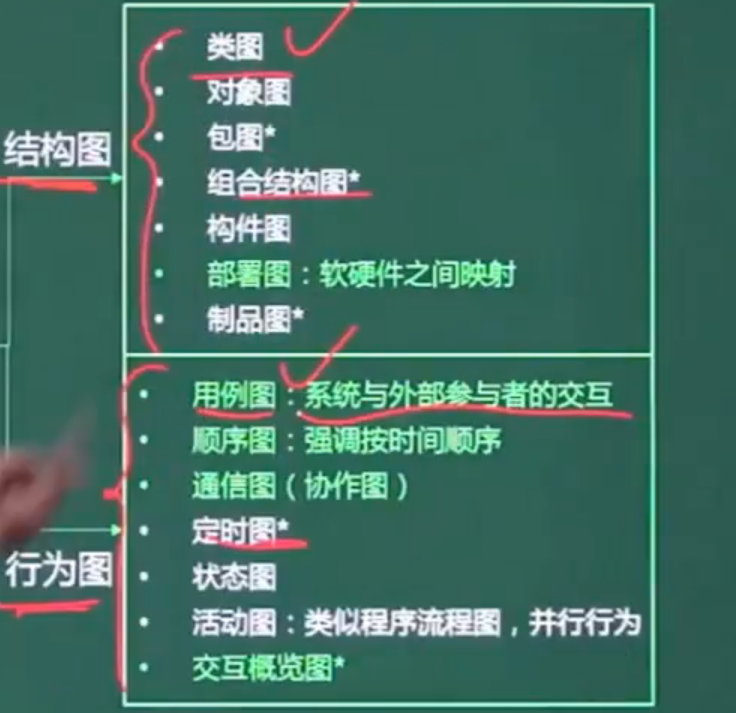 结构图
类图
对象图
包图*
组合结构图*
构件图
部署图：软硬件之间映射
制品图*
行为图
用例图：系统与外部参与者的交互
顺序图：强调按时间顺序
通信图（协作图）
定时图*
状态图
活动图：类似程序流程图，并行行为
交互概览图*